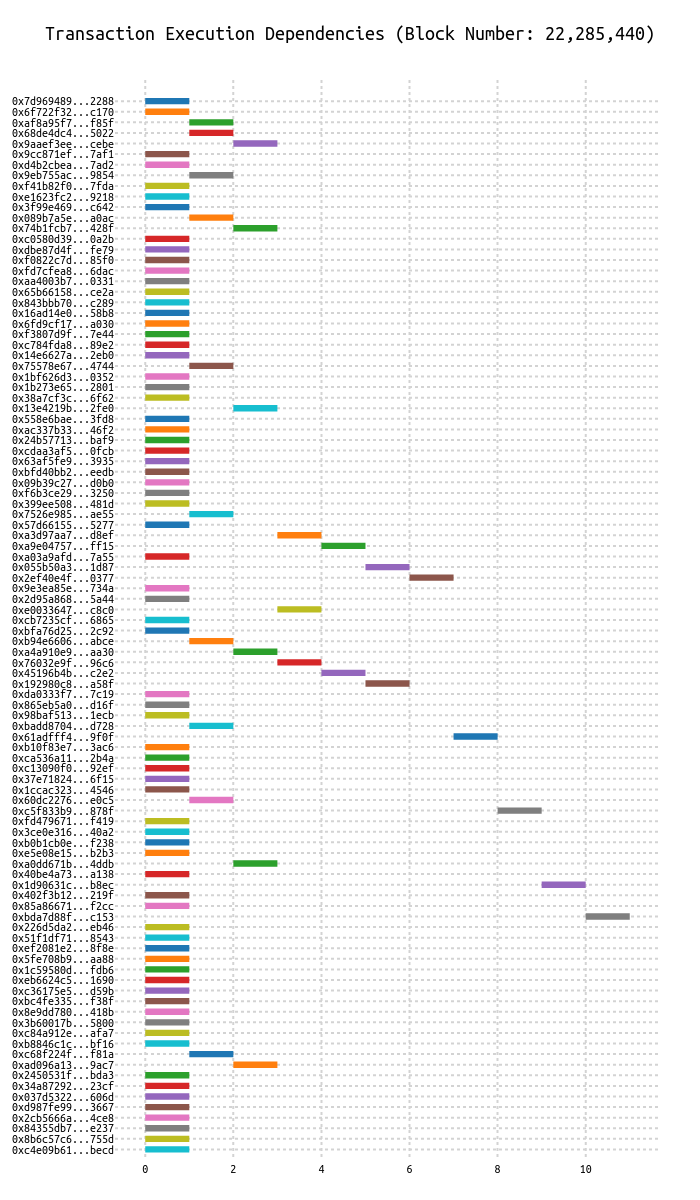 Transaction Execution Dependencies (Block Number: 22,285,440)
0x7d969489...2288
0x6f722f32...c170
0xaf8a95f7...f85f
0x68de4dc4...5022
0x9aaef3ee...cebe
0x9cc871ef...7af1
0xd4b2cbea...7ad2
0x9eb755ac...9854
0xf41b82f0...7fda
0xe1623fc2...9218
0x3f99e469...c642
0x089b7a5e...a0ac
0x74b1fcb7...428f
0xc0580d39...0a2b
0xdbe87d4f...fe79
0xf0822c7d...85f0
0xfd7cfea8...6dac
0xaa4003b7...0331
0x65b66158...ce2a
0x843bbb70...c289
0x16ad14e0...58b8
0x6fd9cf17...a030
0xf3807d9f...7e44
0xc784fda8...89e2
0x14e6627a...2eb0
0x75578e67...4744
0x1bf626d3...0352
0x1b273e65...2801
0x38a7cf3c...6f62
0x13e4219b...2fe0
0x558e6bae...3fd8
0xac337b33...46f2
0x24b57713...baf9
0xcdaa3af5...0fcb
0x63af5fe9...3935
0xbfd40bb2...eedb
0x09b39c27...d0b0
0xf6b3ce29...3250
0x399ee508...481d
0x7526e985...ae55
0x57d66155...5277
0xa3d97aa7...d8ef
0xa9e04757...ff15
0xa03a9afd...7a55
0x055b50a3...1d87
0x2ef40e4f...0377
0x9e3ea85e...734a
0x2d95a868...5a44
0xe0033647...c8c0
0xcb7235cf...6865
0xbfa76d25...2c92
0xb94e6606...abce
0xa4a910e9...aa30
0x76032e9f...96c6
0x45196b4b...c2e2
0x192980c8...a58f
0xda0333f7...7c19
0x865eb5a0...d16f
0x98baf513...1ecb
0xbadd8704...d728
0x61adfff4...9f0f
0xb10f83e7...3ac6
0xca536a11...2b4a
0xc13090f0...92ef
0x37e71824...6f15
0x1ccac323...4546
0x60dc2276...e0c5
0xc5f833b9...878f
0xfd479671...f419
0x3ce0e316...40a2
0xb0b1cb0e...f238
0xe5e08e15...b2b3
0xa0dd671b...4ddb
0x40be4a73...a138
0x1d90631c...b8ec
0x402f3b12...219f
0x85a86671...f2cc
0xbda7d88f...c153
0x226d5da2...eb46
0x51f1df71...8543
0xef2081e2...8f8e
0x5fe708b9...aa88
0x1c59580d...fdb6
0xeb6624c5...1690
0xc36175e5...d59b
0xbc4fe335...f38f
0x8e9dd780...418b
0x3b60017b...5800
0xc84a912e...afa7
0xb8846c1c...bf16
0xc68f224f...f81a
0xad096a13...9ac7
0x2450531f...bda3
0x34a87292...23cf
0x037d5322...606d
0xd987fe99...3667
0x2cb5666a...4ce8
0x84355db7...e237
0x8b6c57c6...755d
0xc4e09b61...becd
0 2 4 6 8 10